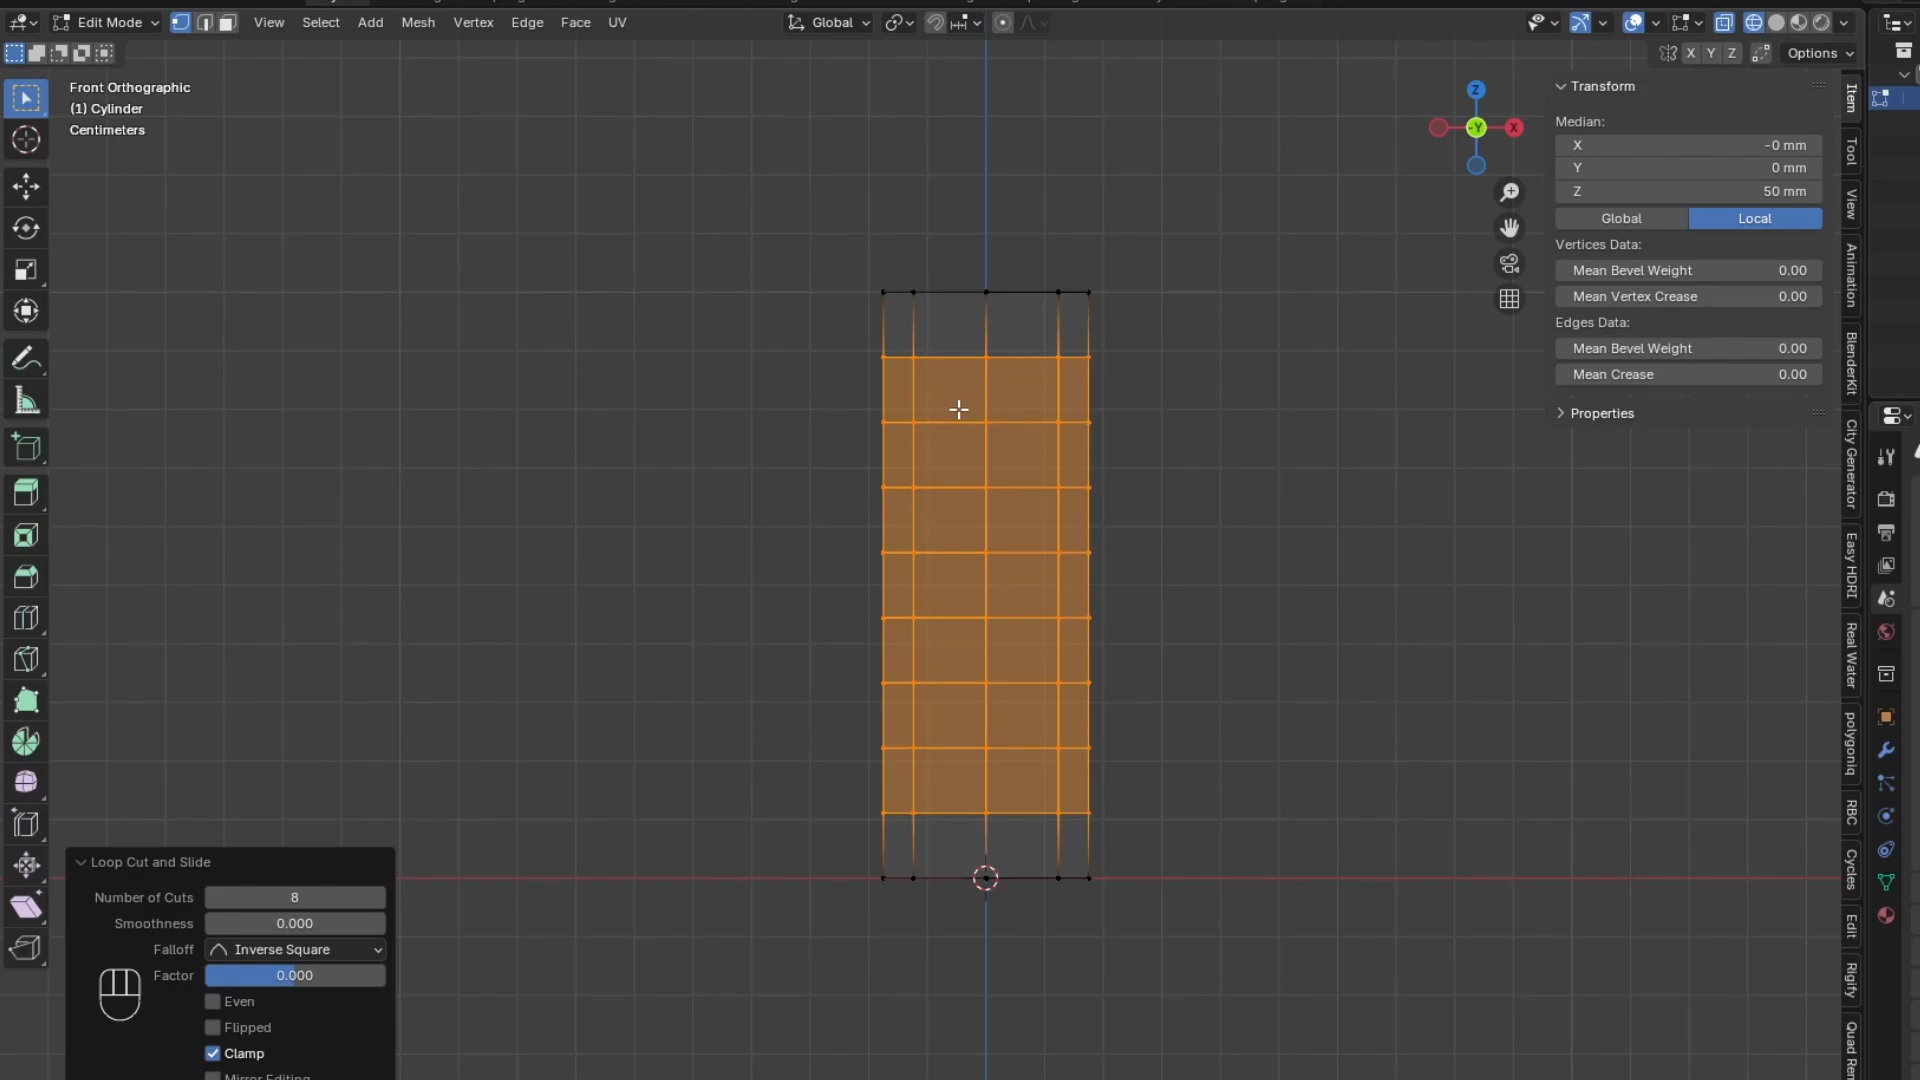 Edit Mode View Select Add Mesh Vertex Edge Face UV Global
X Y Z Options
Front Orthographic
(1) Cylinder
Centimeters
Z
-Y
X
Transform
Median:
X -0 mm
Y 0 mm
Z 50 mm
Global Local
Vertices Data:
Mean Bevel Weight 0.00
Mean Vertex Crease 0.00
Edges Data:
Mean Bevel Weight 0.00
Mean Crease 0.00
Properties
Item
Tool
View
Animation
BlenderKit
City Generator
Easy HDRI
Real Water
polygoniq
RBC
Cycles
Edit
Rigify
Loop Cut and Slide
Number of Cuts 8
Smoothness 0.000
Falloff Inverse Square
Factor 0.000
Even
Flipped
Clamp
Mirror Editing